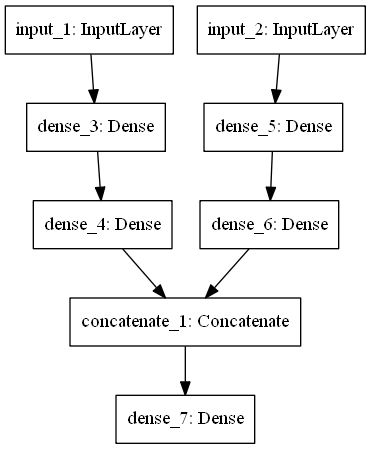 input_1: InputLayer
input_2: InputLayer
dense_3: Dense
dense_5: Dense
dense_4: Dense
dense_6: Dense
concatenate_1: Concatenate
dense_7: Dense